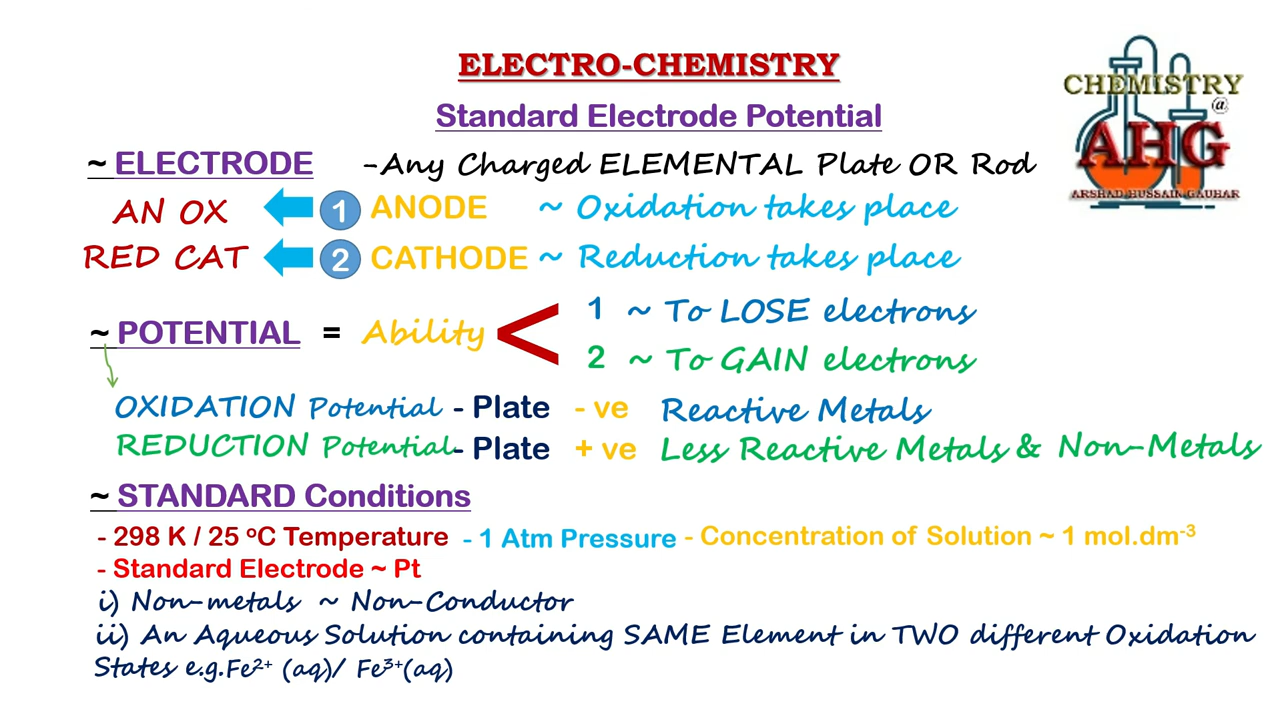 ELECTRO-CHEMISTRY
Standard Electrode Potential
CHEMISTRY
@
AHG
ARSHAD HUSSAIN GAUHAR
~ ELECTRODE -Any Charged ELEMENTAL Plate OR Rod
AN OX 1 ANODE ~ Oxidation takes place
RED CAT 2 CATHODE ~ Reduction takes place
~ POTENTIAL = Ability <
1 ~ To LOSE electrons
2 ~ To GAIN electrons
OXIDATION Potential - Plate - ve Reactive Metals
REDUCTION Potential- Plate + ve Less Reactive Metals & Non-Metals
~ STANDARD Conditions
- 298 K / 25 ºC Temperature - 1 Atm Pressure - Concentration of Solution ~ 1 mol.dm⁻³
- Standard Electrode ~ Pt
i) Non-metals ~ Non-Conductor
ii) An Aqueous Solution containing SAME Element in TWO different Oxidation
States e.g.Fe²⁺ (aq)/ Fe³⁺(aq)